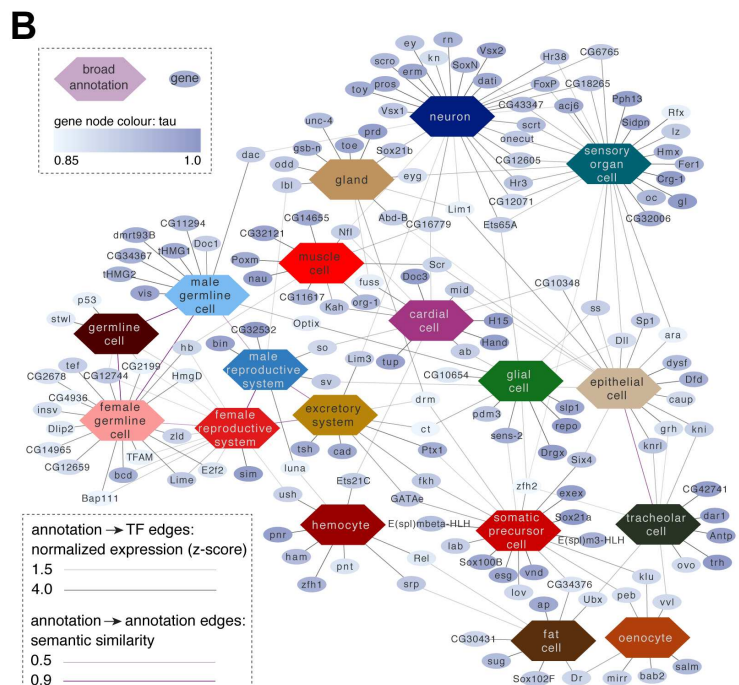 B
broad
annotation
gene
gene node colour: tau
0.85
1.0
ey
rn
scro
kn
Vsx2
erm
SoxN
toy
pros
dati
Vsx1
neuron
Hr38
CG6765
FoxP
CG18265
CG43347
acj6
Pph13
Sidpn
scrt
onecut
Rfx
lz
sensory
organ
cell
Hmx
Fer1
Crg-1
CG12605
Hr3
CG12071
Ets65A
oc
gl
CG32006
unc-4
prd
gsb-n
toe
Sox21b
dac
odd
lbl
gland
eyg
Abd-B
Lim1
CG16779
CG11294
dmrt93B
CG34367
tHMG1
Doc1
tHMG2
vis
male
germline
cell
CG14655
CG32121
Nfl
Poxm
muscle
cell
nau
Scr
fuss
CG11617
org-1
Kah
Doc3
mid
cardial
cell
H15
Hand
ab
tup
CG10348
ss
Sp1
Dll
ara
p53
stwl
germline
cell
Optix
CG32532
bin
so
hb
male
reproductive
system
sv
Lim3
CG10654
glial
cell
epithelial
cell
dysf
Dfd
caup
tef
CG2199
CG2678
CG12744
HmgD
CG4936
insv
female
germline
cell
Dlip2
CG14965
zld
TFAM
CG12659
bcd
Lime
E2f2
Bap111
female
reproductive
system
sim
excretory
system
drm
ct
tsh
cad
Ptx1
pdm3
slp1
repo
sens-2
Drgx
grh
kni
knrl
Six4
luna
fkh
zfh2
Ets21C
ush
GATAe
exex
CG42741
hemocyte
E(spl)mbeta-HLH
somatic
precursor
cell
Sox21a
E(spl)m3-HLH
tracheolar
cell
dar1
Antp
pnr
ham
pnt
zfh1
Rel
srp
lab
Sox100B
esg
vnd
lov
CG34376
klu
ovo
trh
ap
Ubx
peb
vvl
CG30431
fat
cell
oenocyte
sug
Sox102F
Dr
mirr
bab2
salm
annotation → TF edges:
normalized expression (z-score)
1.5
4.0
annotation → annotation edges:
semantic similarity
0.5
0.9